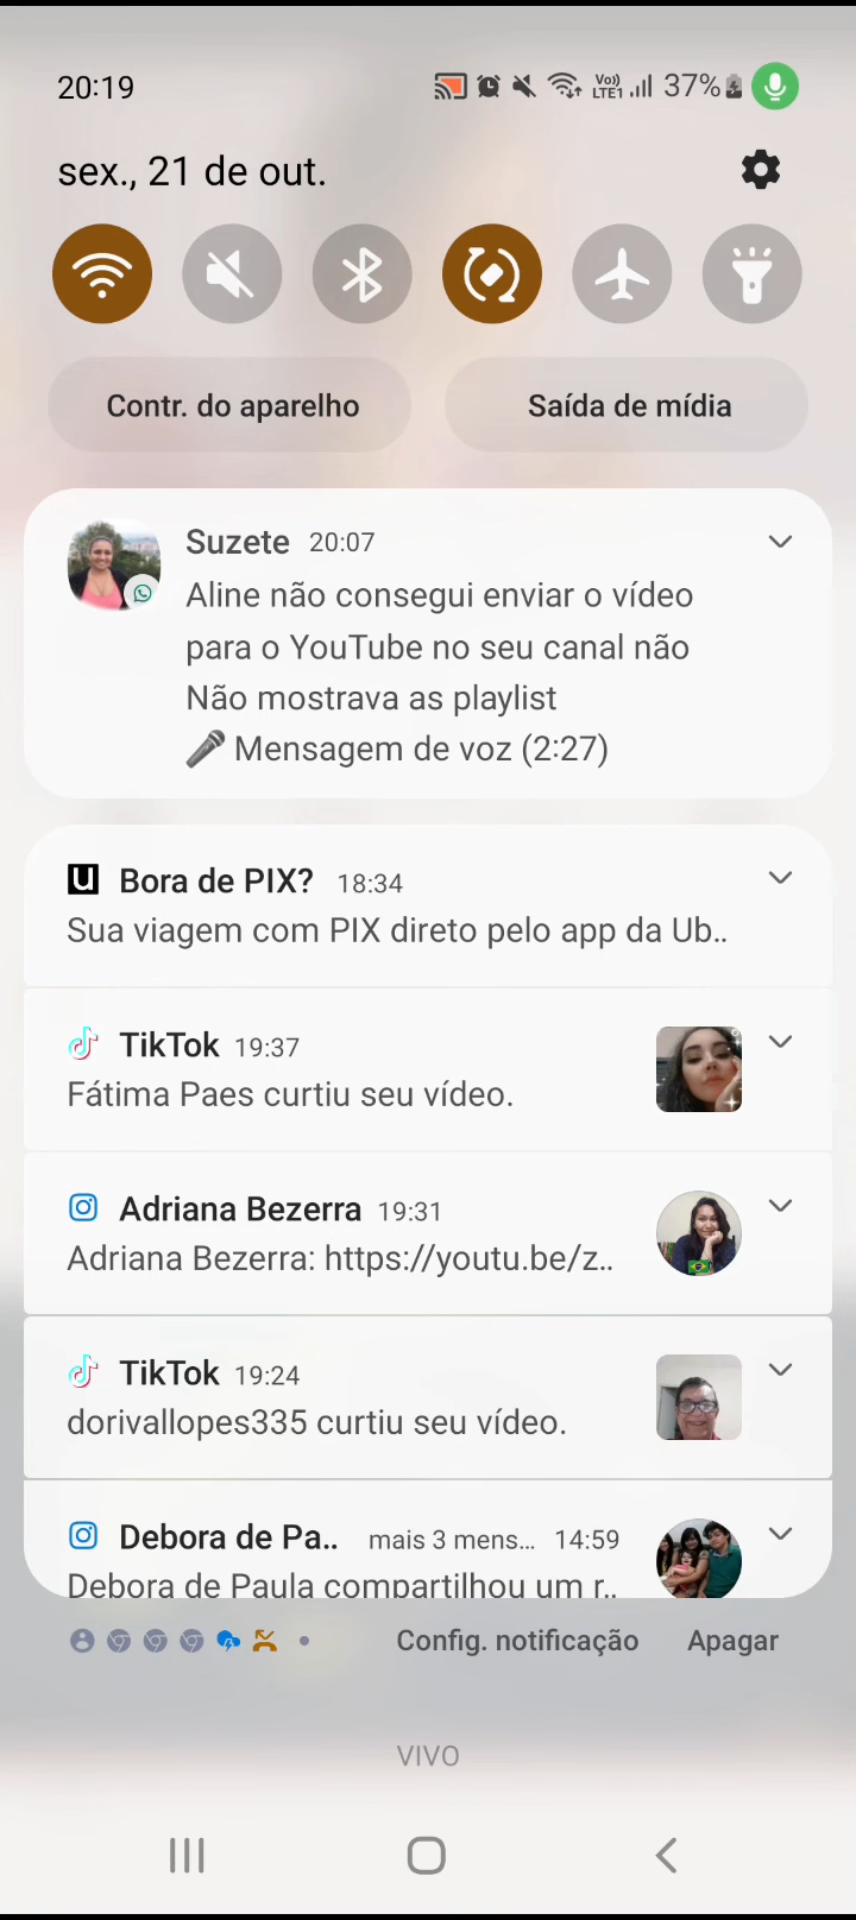 20:19
Vo)) LTE1 37%
sex., 21 de out.
Contr. do aparelho
Saída de mídia
Suzete 20:07
Aline não consegui enviar o vídeo
para o YouTube no seu canal não
Não mostrava as playlist
Mensagem de voz (2:27)
Bora de PIX? 18:34
Sua viagem com PIX direto pelo app da Ub..
TikTok 19:37
Fátima Paes curtiu seu vídeo.
Adriana Bezerra 19:31
Adriana Bezerra: https://youtu.be/z..
TikTok 19:24
dorivallopes335 curtiu seu vídeo.
Debora de Pa.. mais 3 mens... 14:59
Debora de Paula compartilhou um r..
Config. notificação Apagar
VIVO